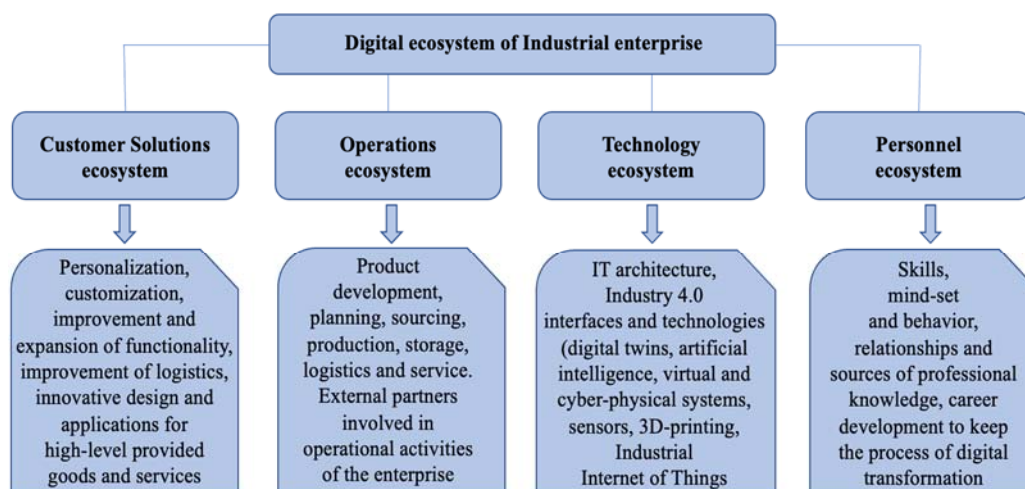 Digital ecosystem of Industrial enterprise
Customer Solutions
ecosystem
Operations
ecosystem
Technology
ecosystem
Personnel
ecosystem
Personalization,
customization,
improvement and
expansion of functionality,
improvement of logistics,
innovative design and
applications for
high-level provided
goods and services
Product
development,
planning, sourcing,
production, storage,
logistics and service.
External partners
involved in
operational activities
of the enterprise
IT architecture,
Industry 4.0
interfaces and technologies
(digital twins, artificial
intelligence, virtual and
cyber-physical systems,
sensors, 3D-printing,
Industrial
Internet of Things
Skills,
mind-set
and behavior,
relationships and
sources of professional
knowledge, career
development to keep
the process of digital
transformation